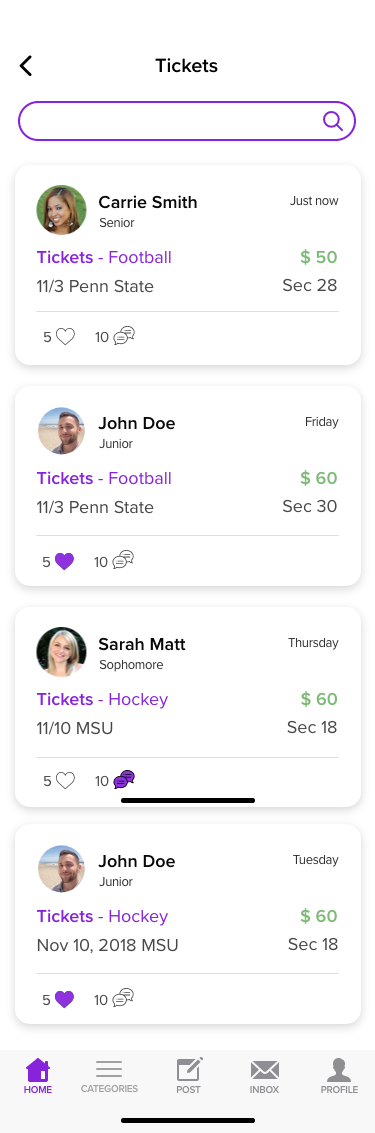 Tickets
Carrie Smith
Just now
Senior
Tickets - Football
$ 50
11/3 Penn State
Sec 28
5
10
John Doe
Friday
Junior
Tickets - Football
$ 60
11/3 Penn State
Sec 30
5
10
Sarah Matt
Thursday
Sophomore
Tickets - Hockey
$ 60
11/10 MSU
Sec 18
5
10
John Doe
Tuesday
Junior
Tickets - Hockey
$ 60
Nov 10, 2018 MSU
Sec 18
5
10
HOME
CATEGORIES
POST
INBOX
PROFILE